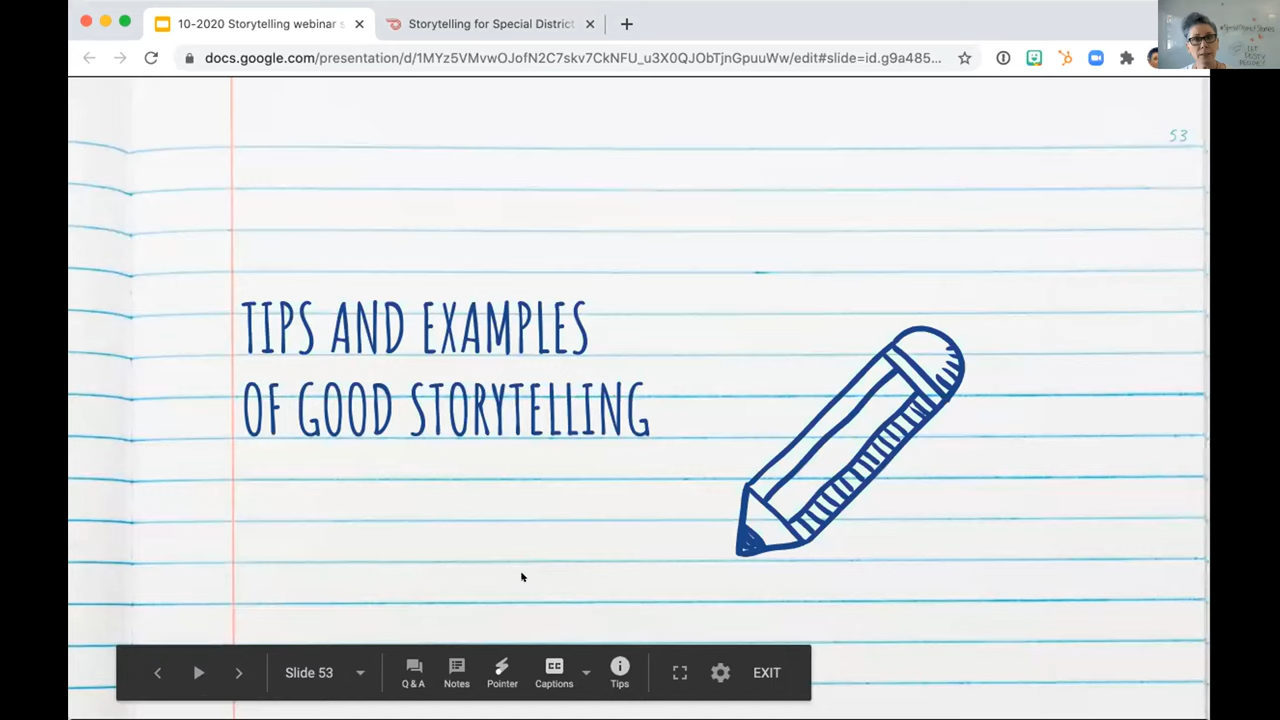 10-2020 Storytelling webinar s
Storytelling for Special District
docs.google.com/presentation/d/1MYz5VMvwOJofN2C7skv7CkNFU_u3X0QJObTjnGpuuWw/edit#slide=id.g9a485...
53
TIPS AND EXAMPLES
OF GOOD STORYTELLING
Slide 53
Q & A
Notes
Pointer
CC
Captions
Tips
EXIT